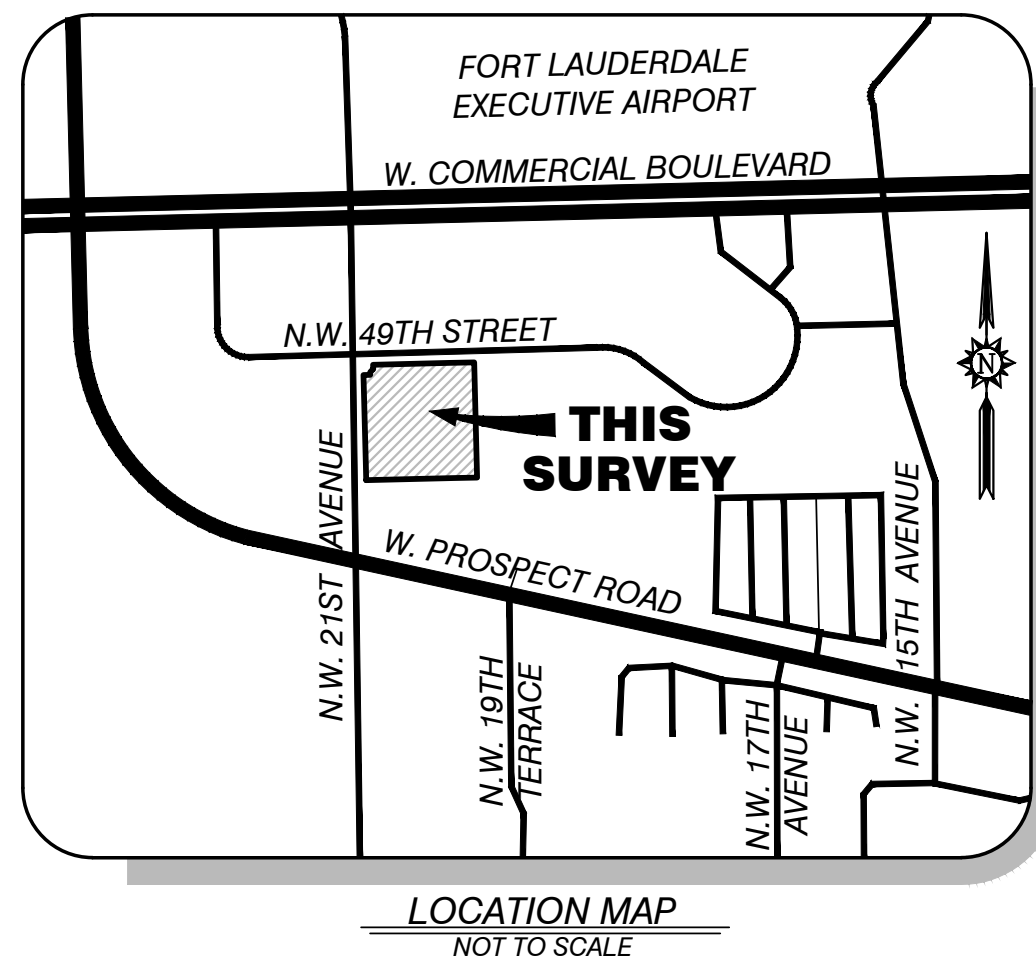 FORT LAUDERDALE
EXECUTIVE AIRPORT
W. COMMERCIAL BOULEVARD
N.W. 49TH STREET
N
THIS
SURVEY
N.W. 21ST AVENUE
W. PROSPECT ROAD
N.W. 15TH AVENUE
N.W. 19TH
TERRACE
N.W. 17TH
AVENUE
LOCATION MAP
NOT TO SCALE